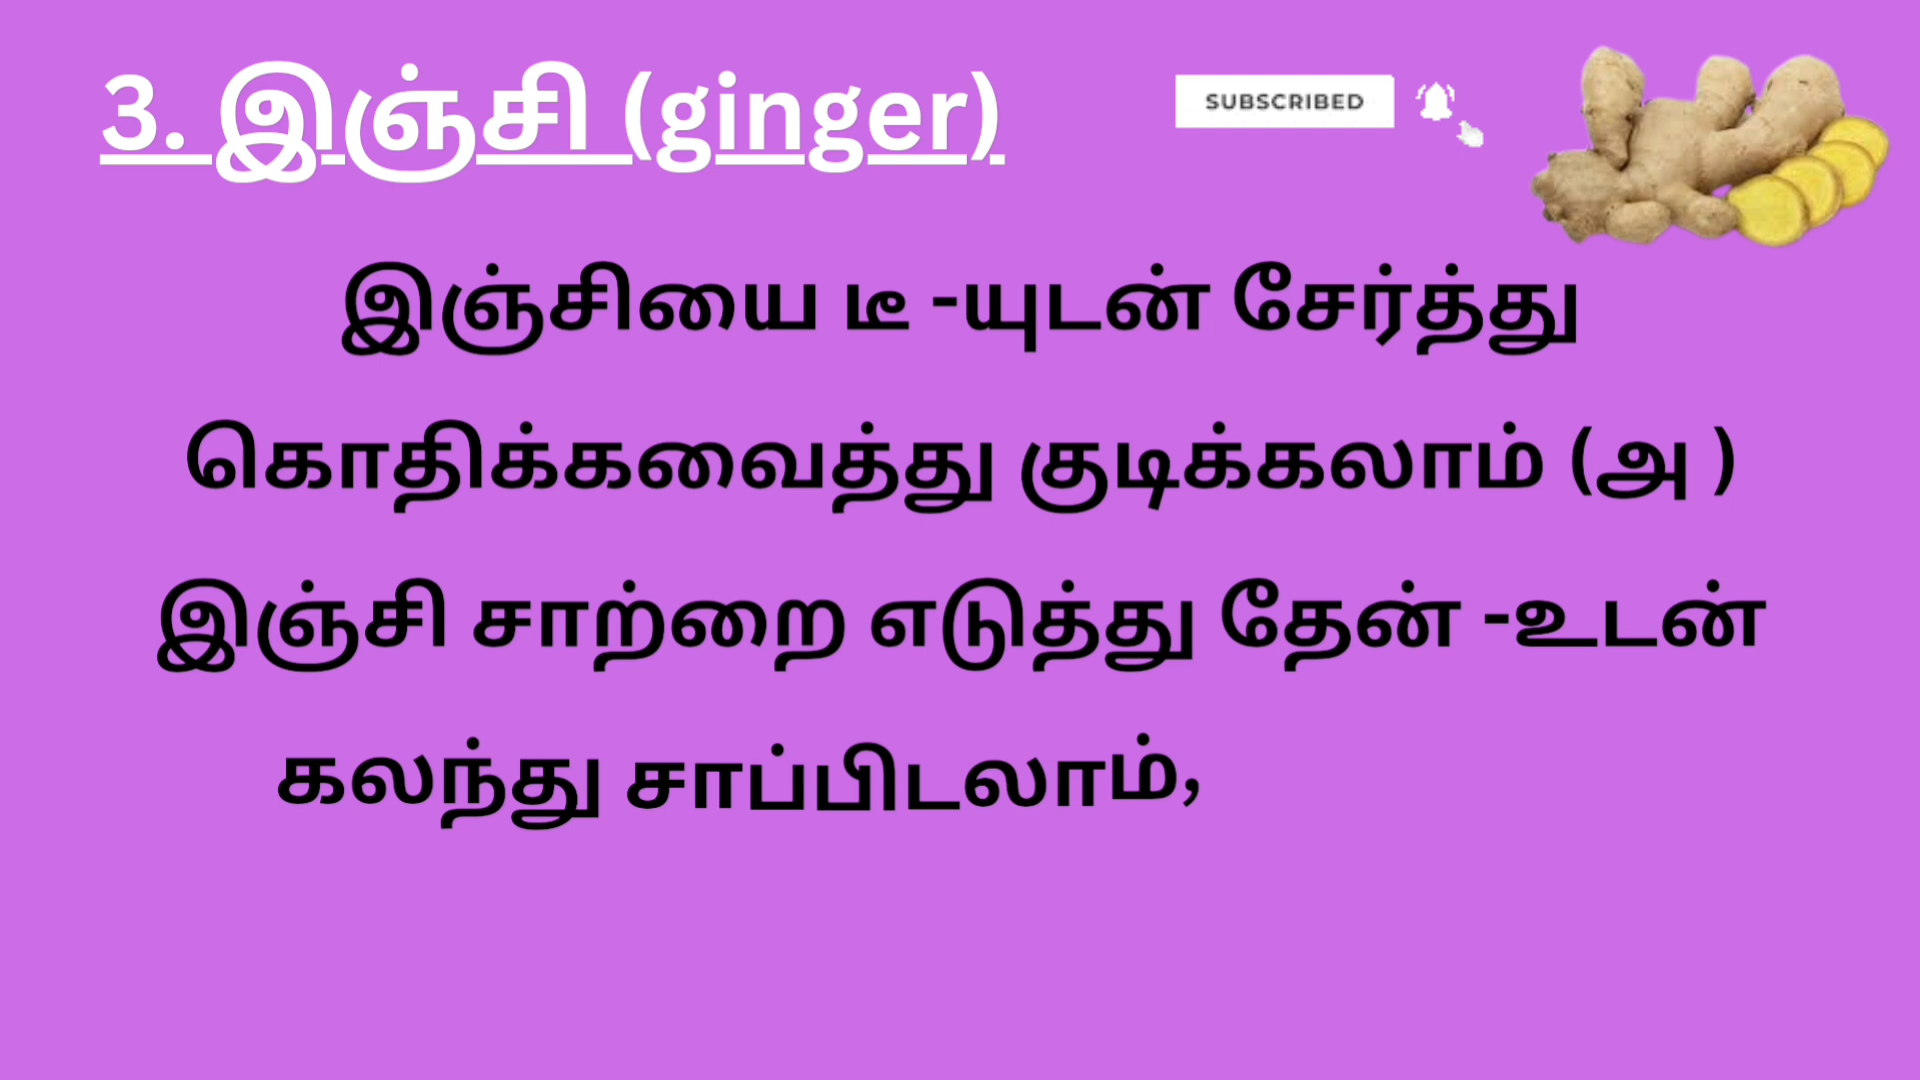 3. இஞ்சி (ginger)
SUBSCRIBED
இஞ்சியை டீ -யுடன் சேர்த்து
கொதிக்கவைத்து குடிக்கலாம் (அ )
இஞ்சி சாற்றை எடுத்து தேன் -உடன்
கலந்து சாப்பிடலாம்,